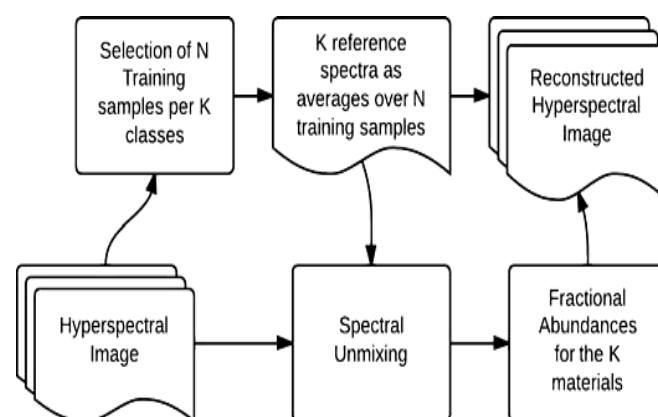 Selection of N
Training
samples per K
classes
K reference
spectra as
averages over N
training samples
Reconstructed
Hyperspectral
Image
Hyperspectral
Image
Spectral
Unmixing
Fractional
Abundances
for the K
materials